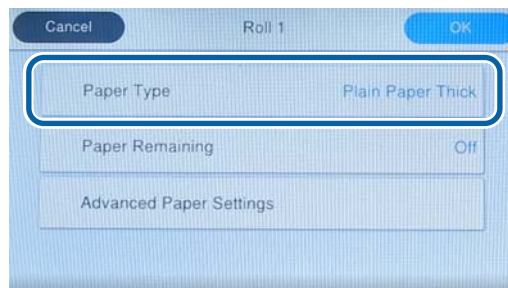 Cancel Roll 1 OK
Paper Type Plain Paper Thick
Paper Remaining Off
Advanced Paper Settings